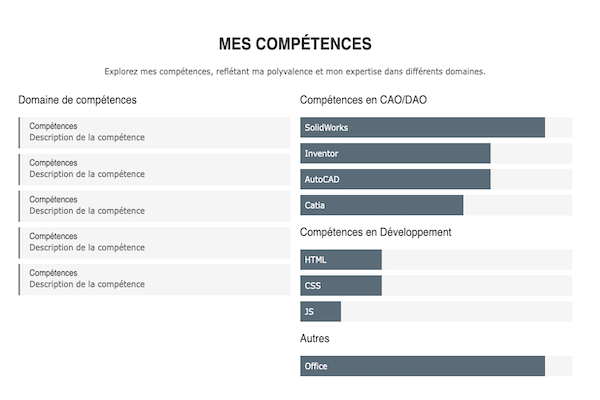 MES COMPÉTENCES
Explorez mes compétences, reflétant ma polyvalence et mon expertise dans différents domaines.
Domaine de compétences
Compétences
Description de la compétence
Compétences
Description de la compétence
Compétences
Description de la compétence
Compétences
Description de la compétence
Compétences
Description de la compétence
Compétences en CAO/DAO
SolidWorks
Inventor
AutoCAD
Catia
Compétences en Développement
HTML
CSS
JS
Autres
Office